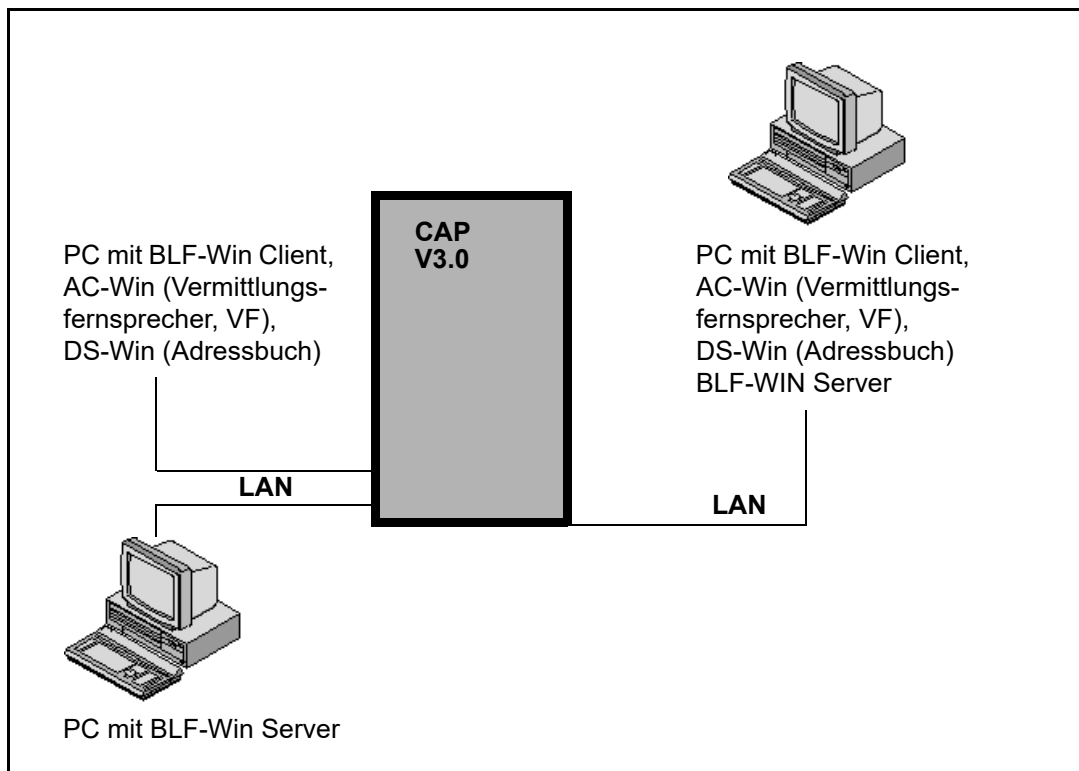 CAP
V3.0
PC mit BLF-Win Client,
AC-Win (Vermittlungs-
fernsprecher, VF),
DS-Win (Adressbuch)
PC mit BLF-Win Client,
AC-Win (Vermittlungs-
fernsprecher, VF),
DS-Win (Adressbuch)
BLF-WIN Server
LAN
LAN
PC mit BLF-Win Server